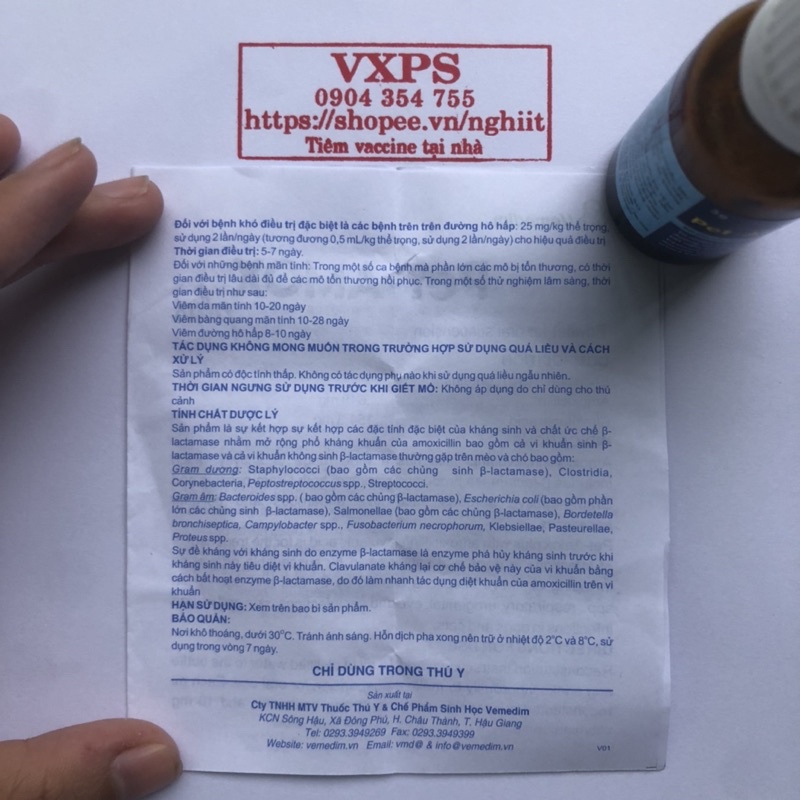 VXPS
0904 354 755
https://shopee.vn/nghiit
Tiêm vaccine tại nhà
Đối với bệnh khó điều trị đặc biệt là các bệnh trên trên đường hô hấp: 25 mg/kg thể trọng,
sử dụng 2 lần/ngày (tương đương 0,5 mL/kg thể trọng, sử dụng 2 lần/ngày) cho hiệu quả điều trị
Thời gian điều trị: 5-7 ngày.
Đối với những bệnh mãn tính: Trong một số ca bệnh mà phần lớn các mô bị tổn thương, có thời
gian điều trị lâu dài đủ để các mô tổn thương hồi phục. Trong một số thử nghiệm lâm sàng, thời
gian điều trị như sau:
Viêm da mãn tính 10-20 ngày
Viêm bàng quang mãn tính 10-28 ngày
Viêm đường hô hấp 8-10 ngày
TÁC DỤNG KHÔNG MONG MUỐN TRONG TRƯỜNG HỢP SỬ DỤNG QUÁ LIỀU VÀ CÁCH
XỬ LÝ
Sản phẩm có độc tính thấp. Không có tác dụng phụ nào khi sử dụng quá liều ngẫu nhiên.
THỜI GIAN NGƯNG SỬ DỤNG TRƯỚC KHI GIẾT MỔ: Không áp dụng do chỉ dùng cho thú
cảnh
TÍNH CHẤT DƯỢC LÝ
Sản phẩm là sự kết hợp sự kết hợp các đặc tính đặc biệt của kháng sinh và chất ức chế β-
lactamase nhằm mở rộng phổ kháng khuẩn của amoxicillin bao gồm cả vi khuẩn sinh β-
lactamase và cả vi khuẩn không sinh β-lactamase thường gặp trên mèo và chó bao gồm:
Gram dương: Staphylococci (bao gồm các chủng sinh β-lactamase), Clostridia,
Corynebacteria, Peptostreptococcus spp., Streptococci.
Gram âm: Bacteroides spp. ( bao gồm các chủng β-lactamase), Escherichia coli (bao gồm phần
lớn các chủng sinh β-lactamase), Salmonellae (bao gồm các chủng β-lactamase), Bordetella
bronchiseptica, Campylobacter spp., Fusobacterium necrophorum, Klebsiellae, Pasteurellae,
Proteus spp.
Sự đề kháng với kháng sinh do enzyme β-lactamase là enzyme phá hủy kháng sinh trước khi
kháng sinh này tiêu diệt vi khuẩn. Clavulanate kháng lại cơ chế bảo vệ này của vi khuẩn bằng
cách bất hoạt enzyme β-lactamase, do đó làm nhanh tác dụng diệt khuẩn của amoxicillin trên vi
khuẩn
HẠN SỬ DỤNG: Xem trên bao bì sản phẩm.
BẢO QUẢN:
Nơi khô thoáng, dưới 30°C. Tránh ánh sáng. Hỗn dịch pha xong nên trữ ở nhiệt độ 2°C và 8°C, sử
dụng trong vòng 7 ngày.
CHỈ DÙNG TRONG THÚ Y
Sản xuất tại
Cty TNHH MTV Thuốc Thú Y & Chế Phẩm Sinh Học Vemedim
KCN Sông Hậu, Xã Đông Phú, H. Châu Thành, T. Hậu Giang
Tel: 0293.3949269 Fax: 0293.3949399
Website: vemedim.vn Email: vmd@ & info@vemedim.vn
V01